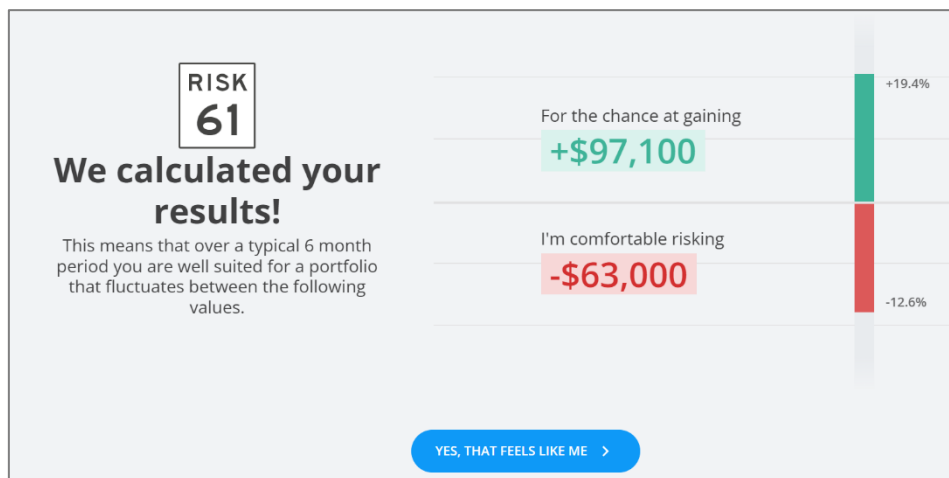 RISK
61
We calculated your
results!
This means that over a typical 6 month
period you are well suited for a portfolio
that fluctuates between the following
values.
+19.4%
For the chance at gaining
+$97,100
I'm comfortable risking
-$63,000
-12.6%
YES, THAT FEELS LIKE ME >